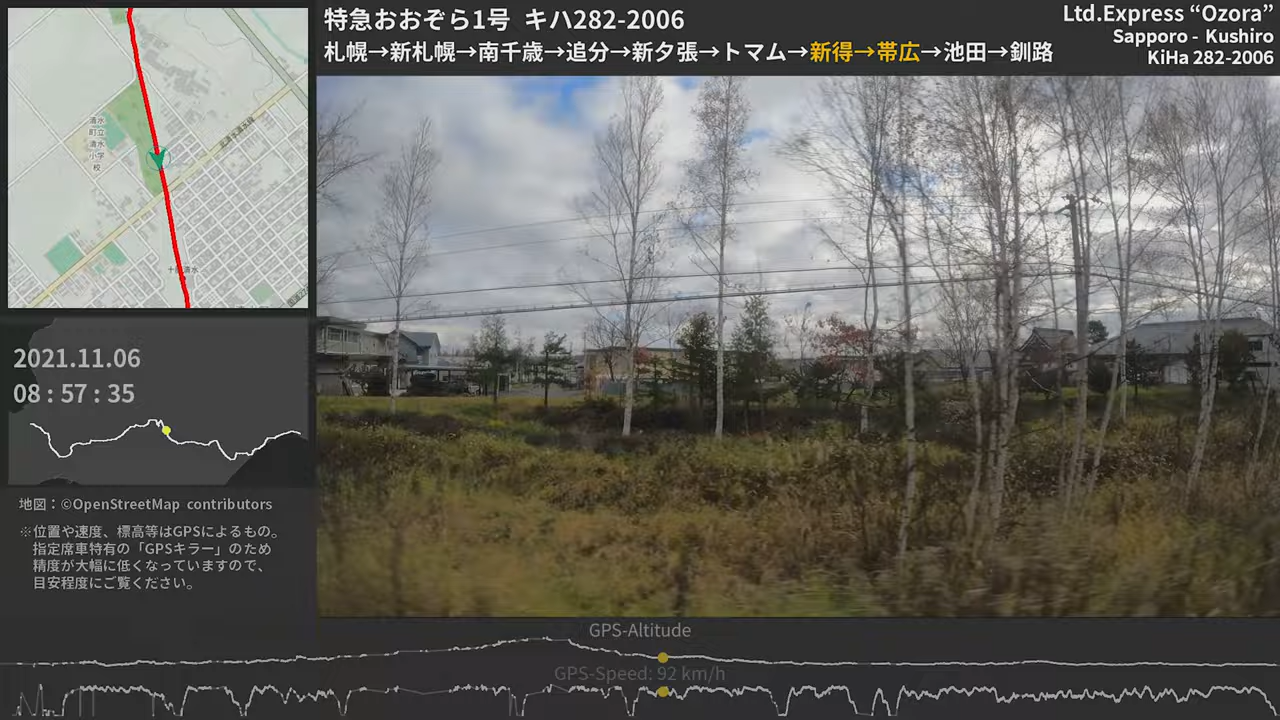 特急おおぞら1号 キハ282-2006
札幌→新札幌→南千歳→追分→新夕張→トマム→新得→帯広→池田→釧路
Ltd.Express “Ozora”
Sapporo - Kushiro
KiHa 282-2006
清水
町立
清水
小学
校
十勝清水
2021.11.06
08 : 57 : 35
地図：©OpenStreetMap contributors
※位置や速度、標高等はGPSによるもの。
指定席車特有の「GPSキラー」のため
精度が大幅に低くなっていますので、
目安程度にご覧ください。
GPS-Altitude
GPS-Speed: 92 km/h